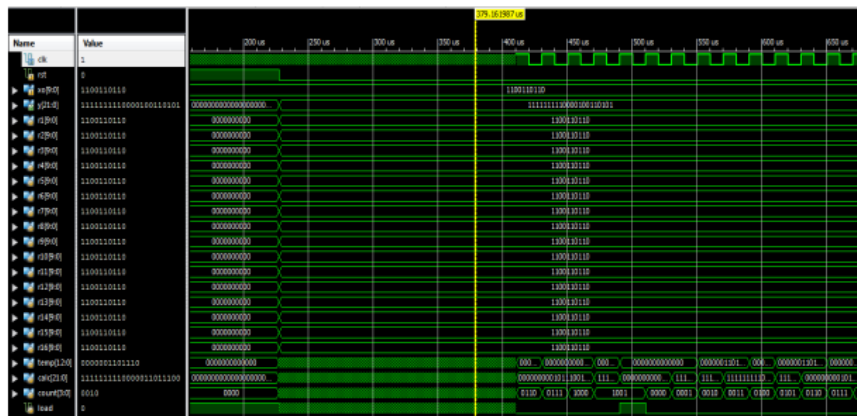 379.161987 us
Name Value 200 us 250 us 300 us 350 us 400 us 450 us 500 us 550 us 600 us 650 us
clk 1
rst 0
xn[9:0] 1100110110 1100110110
r1[9:0] 1100110110 0000000000 1100110110
r2[9:0] 1100110110 0000000000 1100110110
r3[9:0] 1100110110 0000000000 1100110110
r4[9:0] 1100110110 0000000000 1100110110
r5[9:0] 1100110110 0000000000 1100110110
r6[9:0] 1100110110 0000000000 1100110110
r7[9:0] 1100110110 0000000000 1100110110
r8[9:0] 1100110110 0000000000 1100110110
r9[9:0] 1100110110 0000000000 1100110110
r10[9:0] 1100110110 0000000000 1100110110
r11[9:0] 1100110110 0000000000 1100110110
r12[9:0] 1100110110 0000000000 1100110110
r13[9:0] 1100110110 0000000000 1100110110
r14[9:0] 1100110110 0000000000 1100110110
r15[9:0] 1100110110 0000000000 1100110110
r16[9:0] 1100110110 0000000000 1100110110
temp[12:0] 0000001101110 0000000000000 000... 0000000000... 000... 0000000000000 0000001101... 000... 0000001101... 000000
calc[21:0] 1111111110000011011100
count[3:0] 0010 0000 0110 0111 1000 1001 0000 0001 0010 0011 0100 0101 0110 0111
load 0